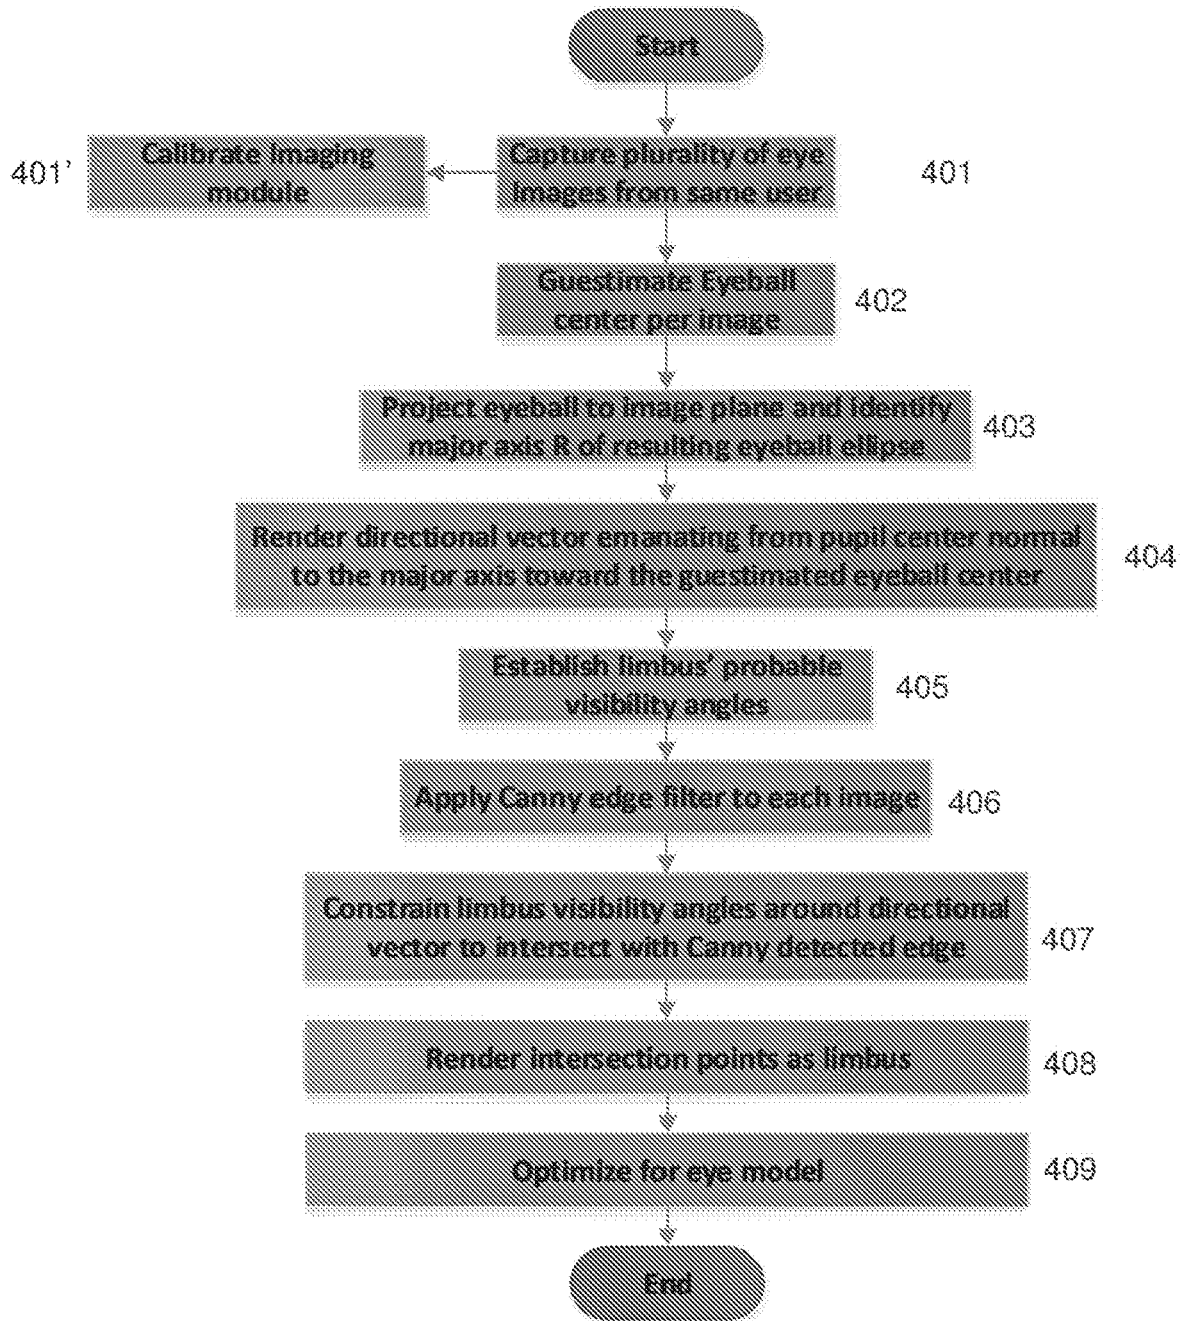 Start
401'
Calibrate Imaging
module
Capture plurality of eye
images from same user
401
Guestimate Eyeball
center per image
402
Project eyeball to image plane and identify
major axis R of resulting eyeball ellipse
403
Render directional vector emanating from pupil center normal
to the major axis toward the guestimated eyeball center
404
Establish limbus' probable
visibility angles
405
Apply Canny edge filter to each image
406
Constrain limbus visibility angles around directional
vector to intersect with Canny detected edge
407
Render intersection points as limbus
408
Optimize for eye model
409
End